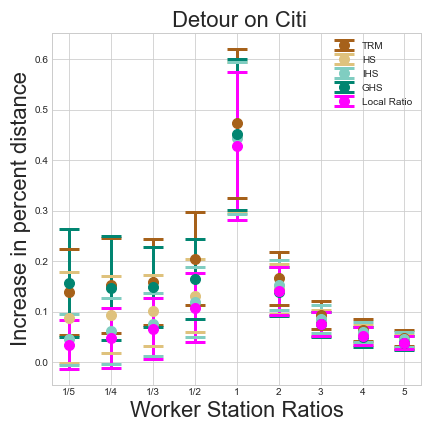 Detour on Citi
Increase in percent distance
0.6
0.5
0.4
0.3
0.2
0.1
0.0
TRM
HS
IHS
GHS
Local Ratio
1/5 1/4 1/3 1/2 1 2 3 4 5
Worker Station Ratios